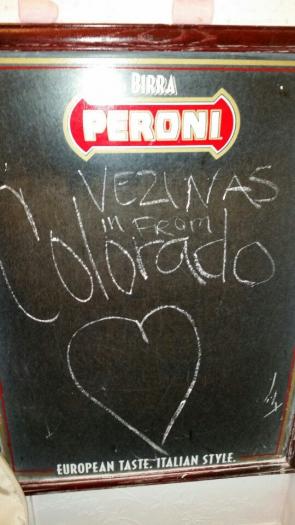 BIRRA
PERONI
VEZINAS
in FROM
Colorado
EUROPEAN TASTE. ITALIAN STYLE.